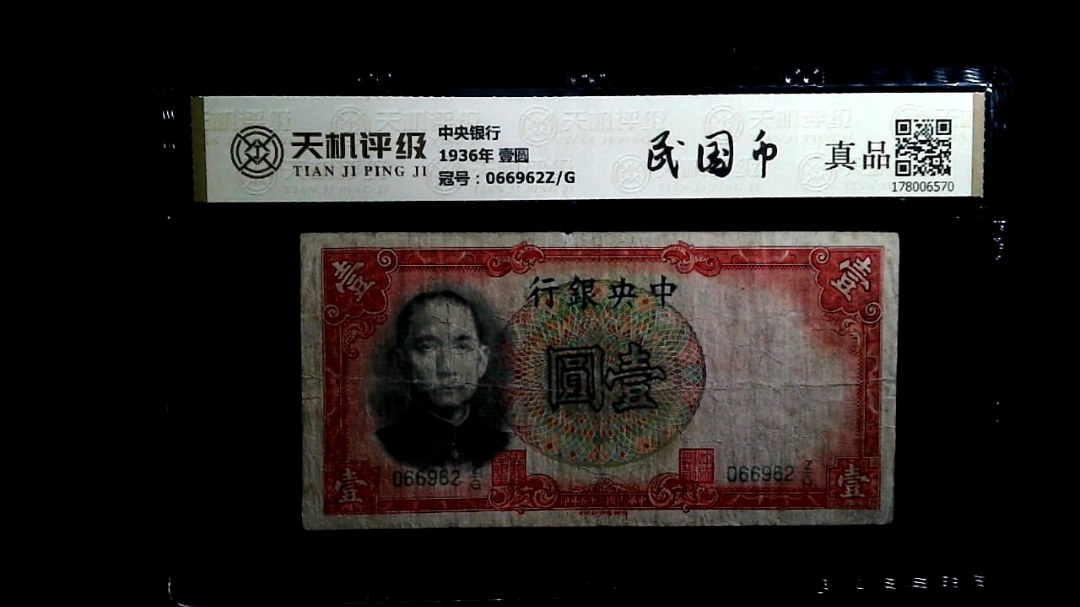 天机评级
TIAN JI PING JI
中央银行
1936年 壹圆
冠号：066962Z/G
民国币
真品
178006570
壹
壹
行銀央中
圓壹
066962 Z/G
066962 Z/G
壹
壹